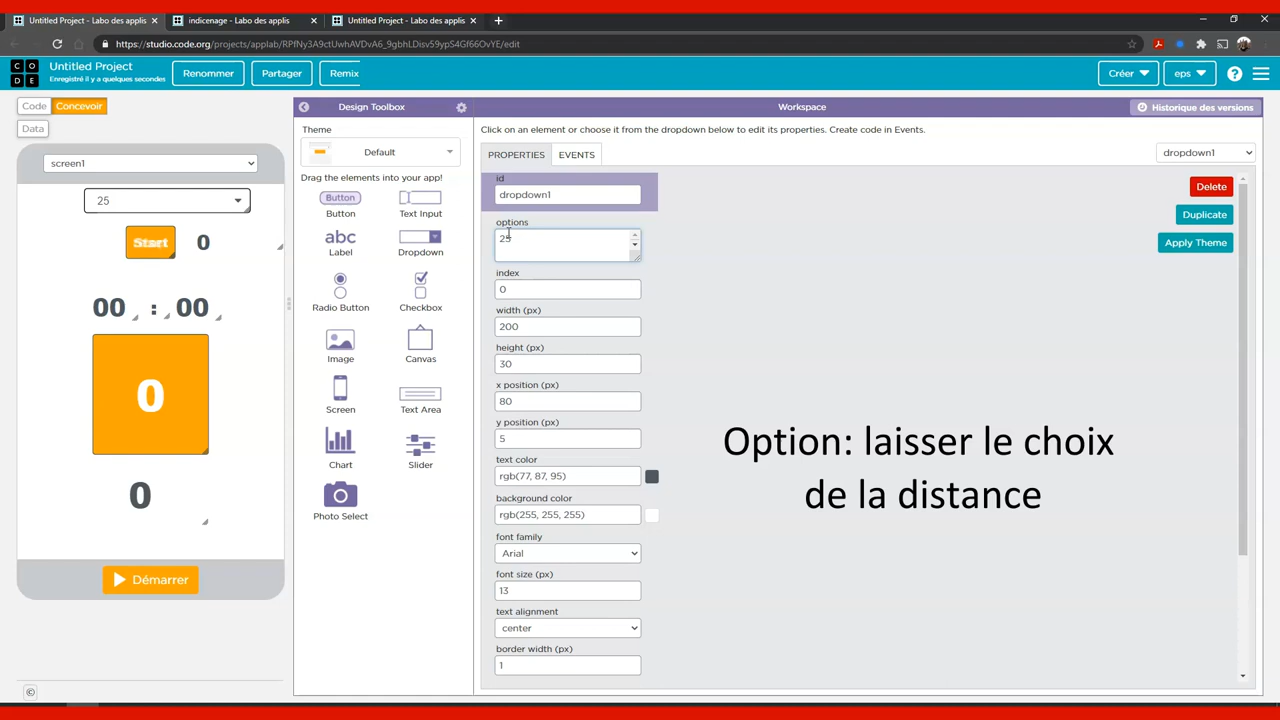 Untitled Project - Labo des applis
indicenage - Labo des applis
Untitled Project - Labo des applis
https://studio.code.org/projects/applab/RPfNy3A9ctUwhAVDvA6_9gbhLDisv59ypS4Gf66OvYE/edit
CODE
Untitled Project
Enregistré il y a quelques secondes
Renommer
Partager
Remix
Créer
eps
Code
Concevoir
Data
Design Toolbox
Workspace
Historique des versions
screen1
25
Start
0
00 : 00
0
0
Démarrer
Theme
Default
Drag the elements into your app!
Button
Button
Text Input
abc
Label
Dropdown
Radio Button
Checkbox
Image
Canvas
Screen
Text Area
Chart
Slider
Photo Select
Click on an element or choose it from the dropdown below to edit its properties. Create code in Events.
PROPERTIES
EVENTS
dropdown1
id
dropdown1
options
25
index
0
width (px)
200
height (px)
30
x position (px)
80
y position (px)
5
text color
rgb(77, 87, 95)
background color
rgb(255, 255, 255)
font family
Arial
font size (px)
13
text alignment
center
border width (px)
1
Delete
Duplicate
Apply Theme
Option: laisser le choix
de la distance